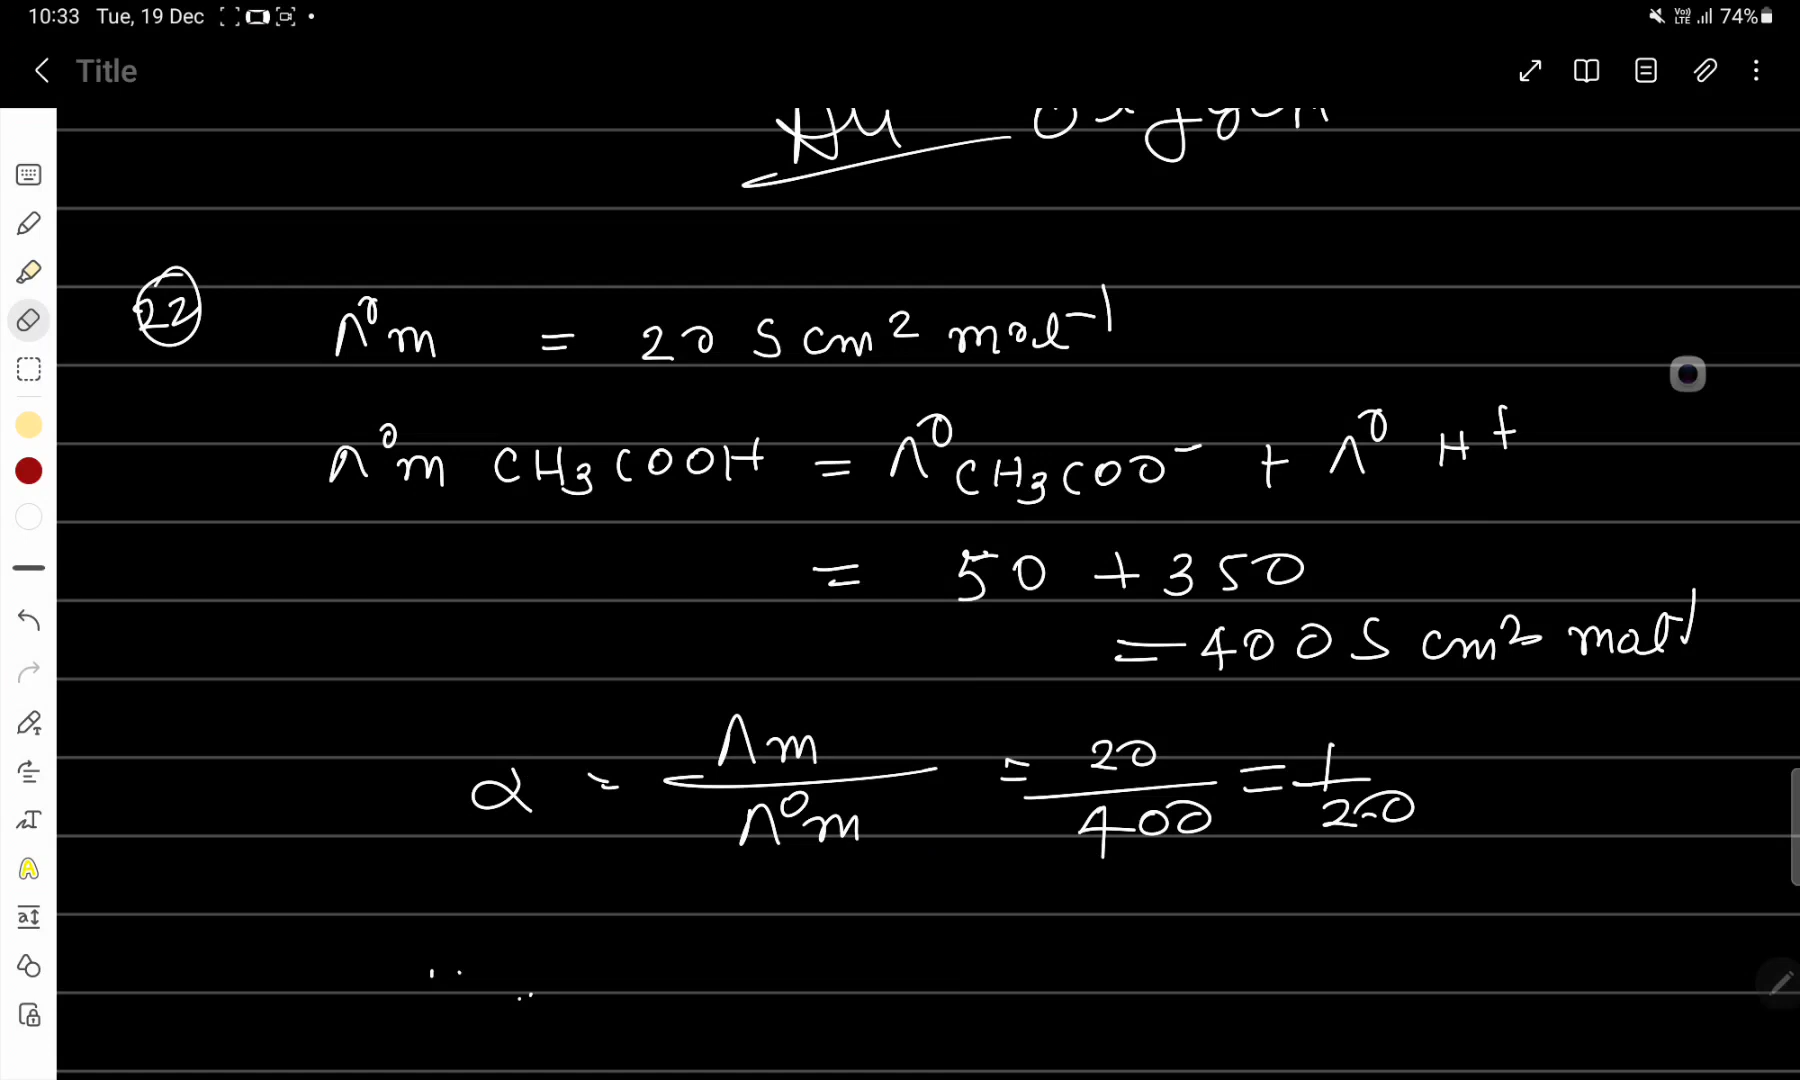 10:33 Tue, 19 Dec 74%
Title
22
Λ°m = 20 S cm² mol⁻¹
Λ°m CH₃COOH = Λ°CH₃COO⁻ + Λ° H⁺
= 50 + 350
= 400 S cm² mol⁻¹
α = Λm / Λ°m = 20 / 400 = 1 / 20